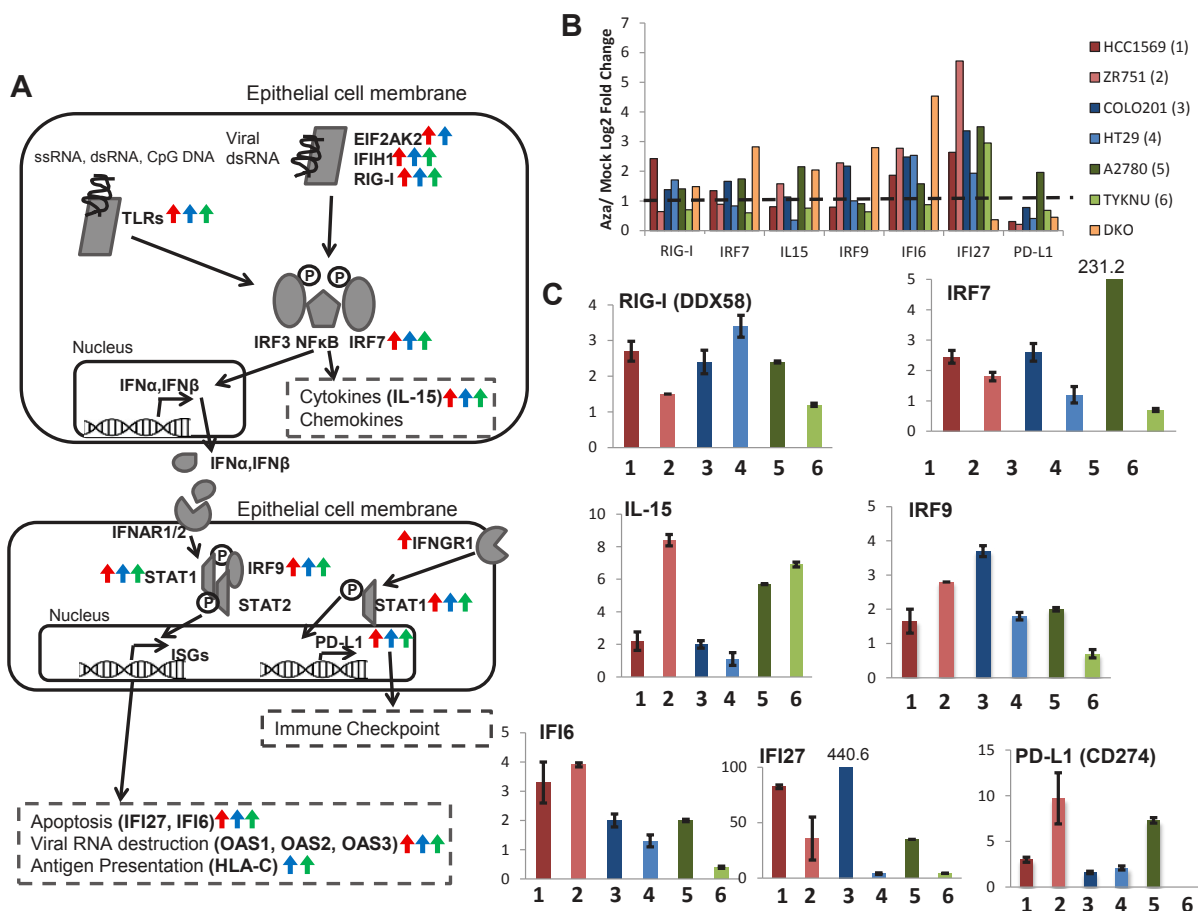 A
Epithelial cell membrane
Viral
dsRNA
EIF2AK2
IFIH1
RIG-I
ssRNA, dsRNA, CpG DNA
TLRs
P P
IRF3 NFκB IRF7
Nucleus
IFNα,IFNβ
Cytokines (IL-15)
Chemokines
IFNα,IFNβ
Epithelial cell membrane
IFNAR1/2
IFNGR1
P
STAT1
IRF9
P
STAT2
P
STAT1
Nucleus
ISGs
PD-L1
Immune Checkpoint
Apoptosis (IFI27, IFI6)
Viral RNA destruction (OAS1, OAS2, OAS3)
Antigen Presentation (HLA-C)
B
Aza/ Mock Log2 Fold Change
7
6
5
4
3
2
1
0
RIG-I IRF7 IL15 IRF9 IFI6 IFI27 PD-L1
HCC1569 (1)
ZR751 (2)
COLO201 (3)
HT29 (4)
A2780 (5)
TYKNU (6)
DKO
C
RIG-I (DDX58)
4
3
2
1
0
1 2 3 4 5 6
IRF7
231.2
5
4
3
2
1
0
1 2 3 4 5 6
IL-15
10
8
6
4
2
0
1 2 3 4 5 6
IRF9
5
4
3
2
1
0
1 2 3 4 5 6
IFI6
5
4
3
2
1
0
1 2 3 4 5 6
IFI27
440.6
100
50
0
1 2 3 4 5 6
PD-L1 (CD274)
15
10
5
0
1 2 3 4 5 6